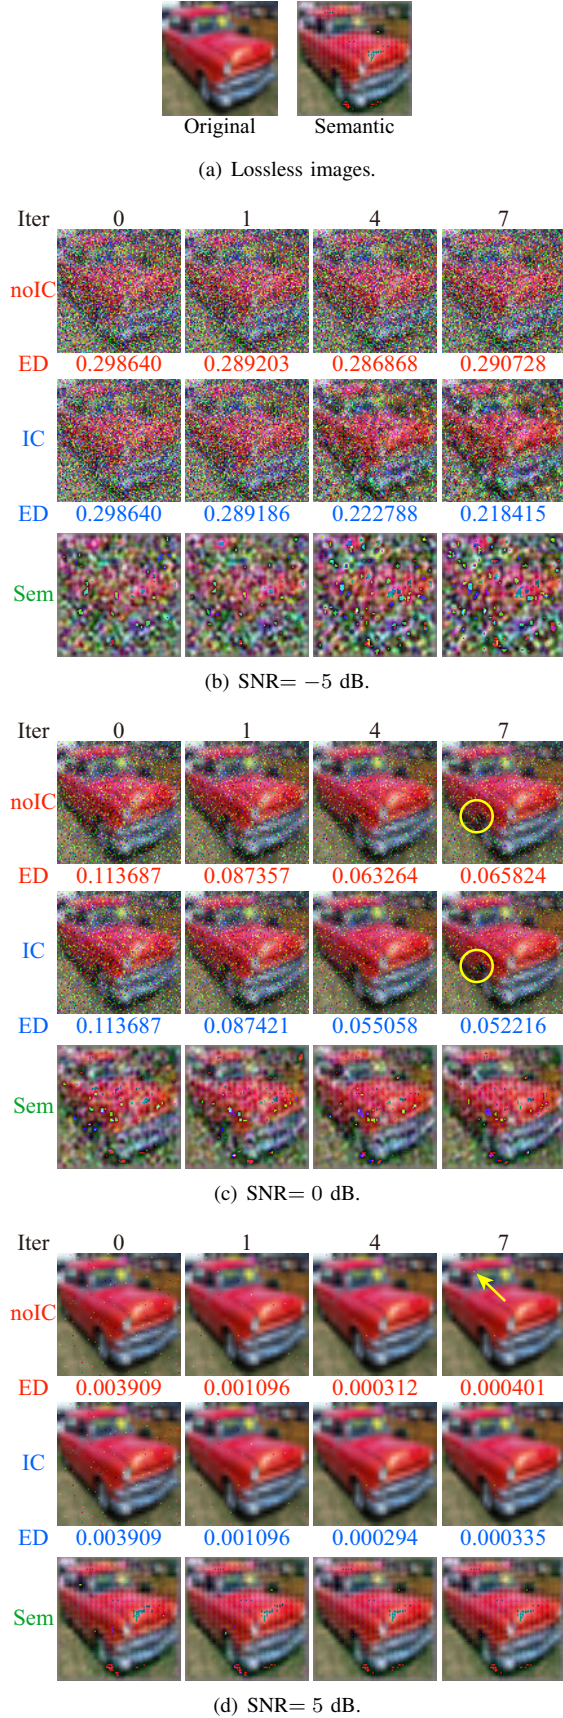 Original Semantic
(a) Lossless images.
Iter 0 1 4 7
noIC
ED 0.298640 0.289203 0.286868 0.290728
IC
ED 0.298640 0.289186 0.222788 0.218415
Sem
(b) SNR= −5 dB.
Iter 0 1 4 7
noIC
ED 0.113687 0.087357 0.063264 0.065824
IC
ED 0.113687 0.087421 0.055058 0.052216
Sem
(c) SNR= 0 dB.
Iter 0 1 4 7
noIC
ED 0.003909 0.001096 0.000312 0.000401
IC
ED 0.003909 0.001096 0.000294 0.000335
Sem
(d) SNR= 5 dB.